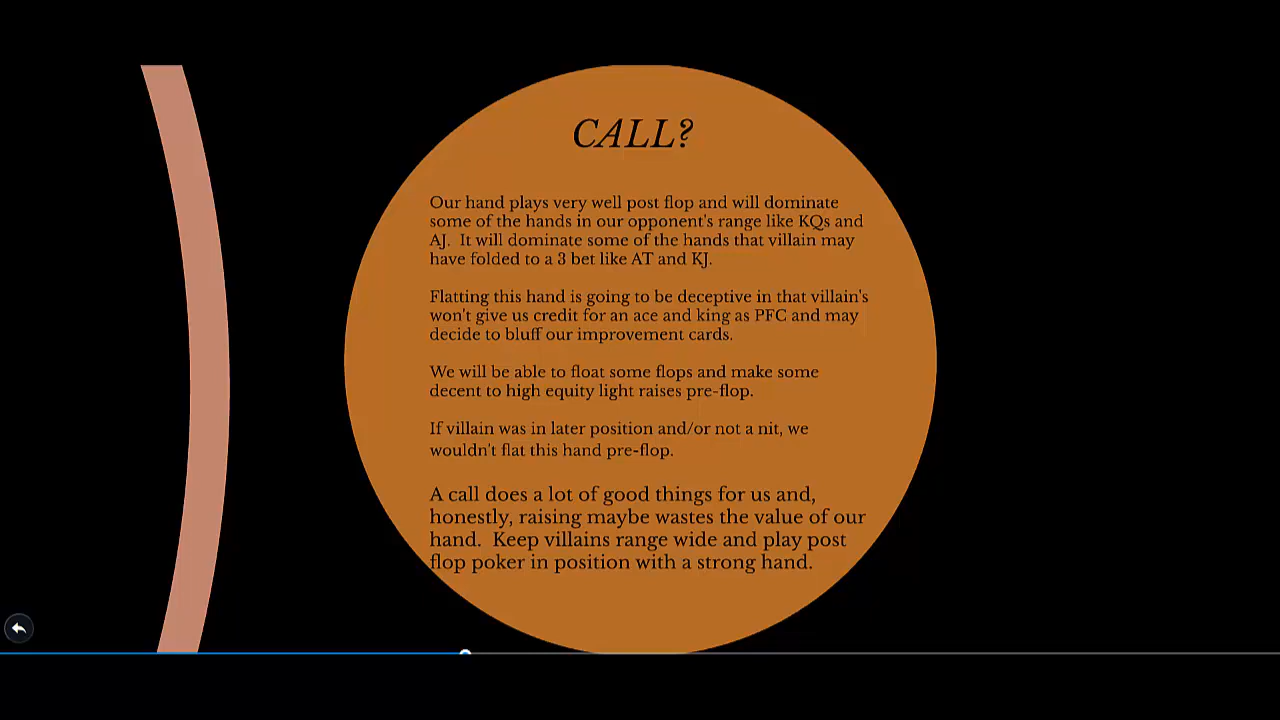 CALL?
Our hand plays very well post flop and will dominate
some of the hands in our opponent's range like KQs and
AJ.  It will dominate some of the hands that villain may
have folded to a 3 bet like AT and KJ.
Flatting this hand is going to be deceptive in that villain's
won't give us credit for an ace and king as PFC and may
decide to bluff our improvement cards.
We will be able to float some flops and make some
decent to high equity light raises pre-flop.
If villain was in later position and/or not a nit, we
wouldn't flat this hand pre-flop.
A call does a lot of good things for us and,
honestly, raising maybe wastes the value of our
hand.  Keep villains range wide and play post
flop poker in position with a strong hand.